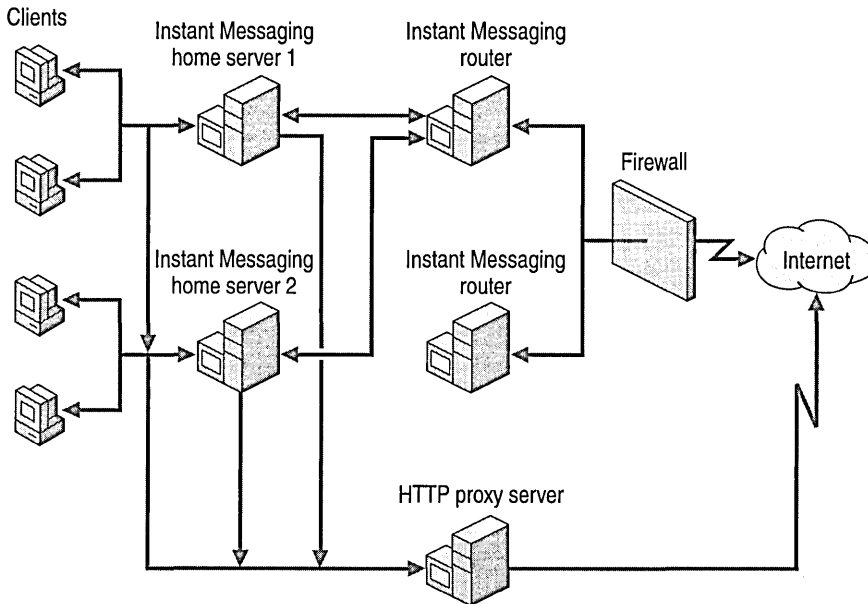 Clients
Instant Messaging
home server 1
Instant Messaging
router
Firewall
Internet
Instant Messaging
home server 2
Instant Messaging
router
HTTP proxy server